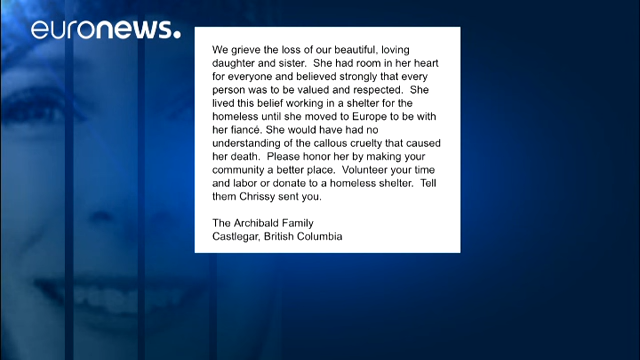 euronews.
We grieve the loss of our beautiful, loving
daughter and sister. She had room in her heart
for everyone and believed strongly that every
person was to be valued and respected. She
lived this belief working in a shelter for the
homeless until she moved to Europe to be with
her fiancé. She would have had no
understanding of the callous cruelty that caused
her death. Please honor her by making your
community a better place. Volunteer your time
and labor or donate to a homeless shelter. Tell
them Chrissy sent you.
The Archibald Family
Castlegar, British Columbia